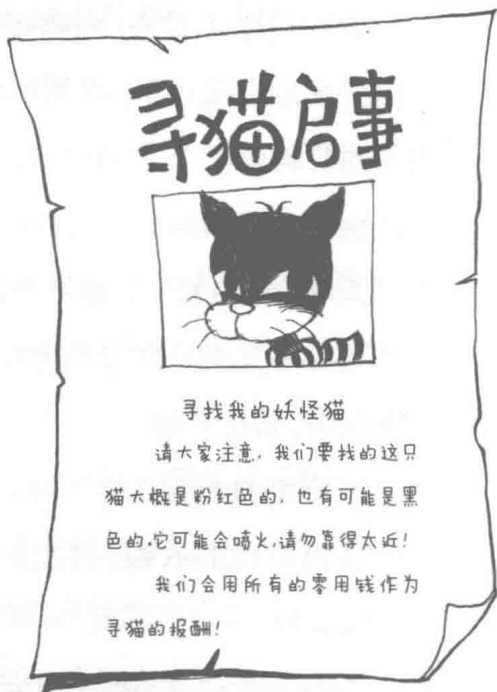 寻猫启事
寻找我的妖怪猫
请大家注意，我们要找的这只
猫大概是粉红色的，也有可能是黑
色的。它可能会喷火，请勿靠得太近！
我们会用所有的零用钱作为
寻猫的报酬！